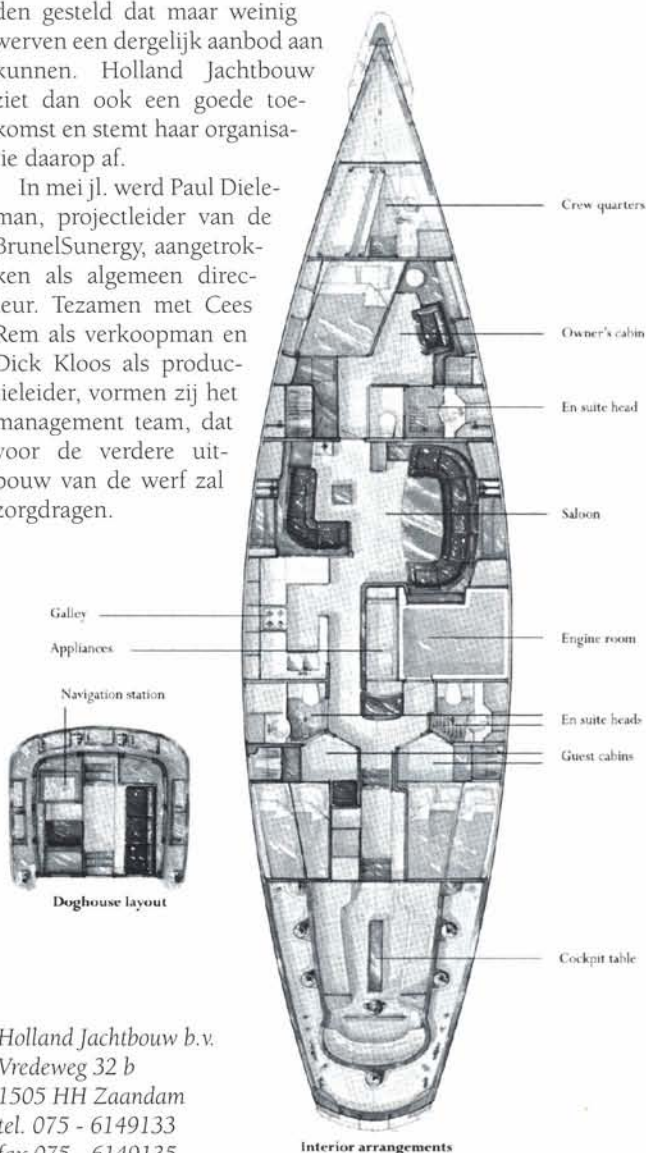 den gesteld dat maar weinig
werven een dergelijk aanbod aan
kunnen. Holland Jachtbouw
ziet dan ook een goede toe-
komst en stemt haar organisa-
tie daarop af.
In mei jl. werd Paul Diele-
man, projectleider van de
BrunelSunergy, aangetrok-
ken als algemeen direc-
teur. Tezamen met Cees
Rem als verkoopman en
Dick Kloos als produc-
tieleider, vormen zij het
management team, dat
voor de verdere uit-
bouw van de werf zal
zorgdragen.
Crew quarters
Owner's cabin
En suite head
Saloon
Galley
Appliances
Engine room
Navigation station
En suite heads
Guest cabins
Doghouse layout
Cockpit table
Holland Jachtbouw b.v.
Vredeweg 32 b
1505 HH Zaandam
tel. 075 - 6149133
fax 075 - 6149135
Interior arrangements